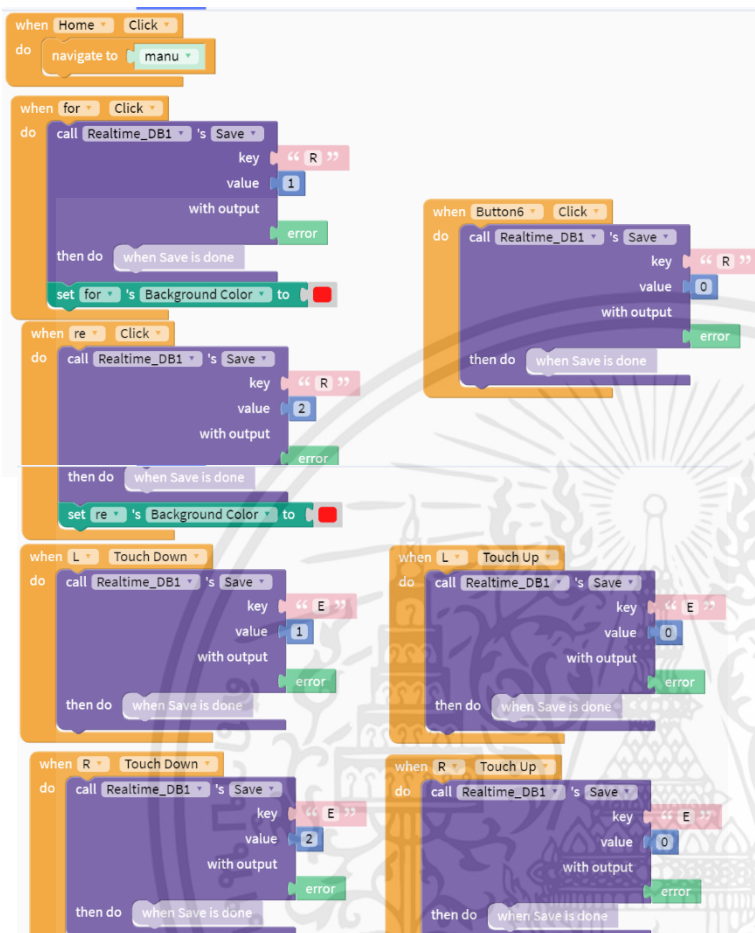 when Home Click
do navigate to manu
when for Click
do call Realtime_DB1 's Save
key “ R ”
value 1
with output
error
then do when Save is done
set for 's Background Color to
when Button6 Click
do call Realtime_DB1 's Save
key “ R ”
value 0
with output
error
then do when Save is done
when re Click
do call Realtime_DB1 's Save
key “ R ”
value 2
with output
error
then do when Save is done
set re 's Background Color to
when L Touch Down
do call Realtime_DB1 's Save
key “ E ”
value 1
with output
error
then do when Save is done
when L Touch Up
do call Realtime_DB1 's Save
key “ E ”
value 0
with output
error
then do when Save is done
when R Touch Down
do call Realtime_DB1 's Save
key “ E ”
value 2
with output
error
then do when Save is done
when R Touch Up
do call Realtime_DB1 's Save
key “ E ”
value 0
with output
error
then do when Save is done